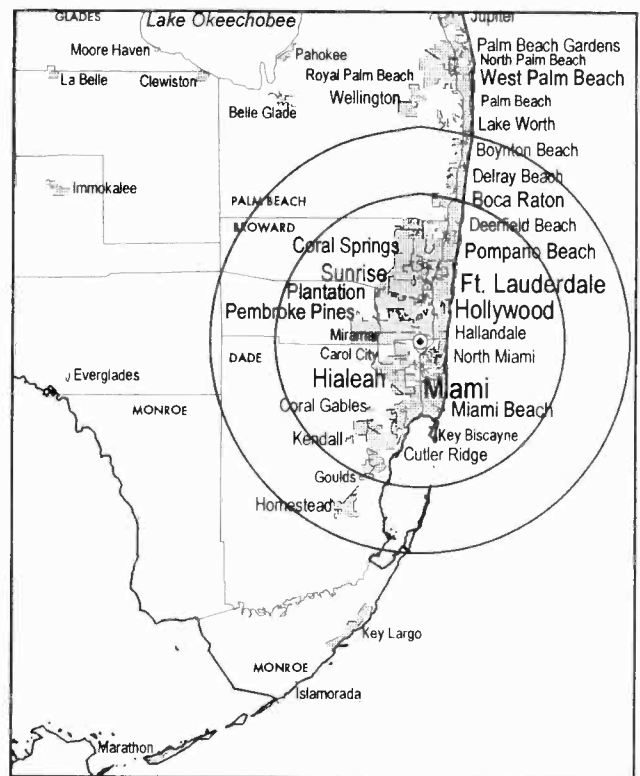 GLADES
Lake Okeechobee
Jupiter
Moore Haven
Pahokee
Palm Beach Gardens
North Palm Beach
Royal Palm Beach
West Palm Beach
La Belle
Clewiston
Wellington
Palm Beach
Belle Glade
Lake Worth
Boynton Beach
Delray Beach
Immokalee
PALM BEACH
Boca Raton
BROWARD
Deerfield Beach
Coral Springs
Pompano Beach
Sunrise
Ft. Lauderdale
Plantation
Pembroke Pines
Hollywood
Miramar
Hallandale
DADE
Carol City
North Miami
Everglades
Hialeah
Miami
MONROE
Coral Gables
Miami Beach
Kendall
Key Biscayne
Cutler Ridge
Goulds
Homestead
Key Largo
MONROE
Islamorada
Marathon